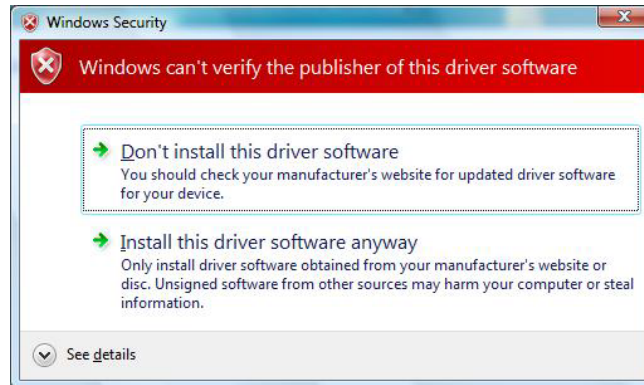 Windows Security
Windows can't verify the publisher of this driver software
Don't install this driver software
You should check your manufacturer's website for updated driver software
for your device.
Install this driver software anyway
Only install driver software obtained from your manufacturer's website or
disc. Unsigned software from other sources may harm your computer or steal
information.
See details